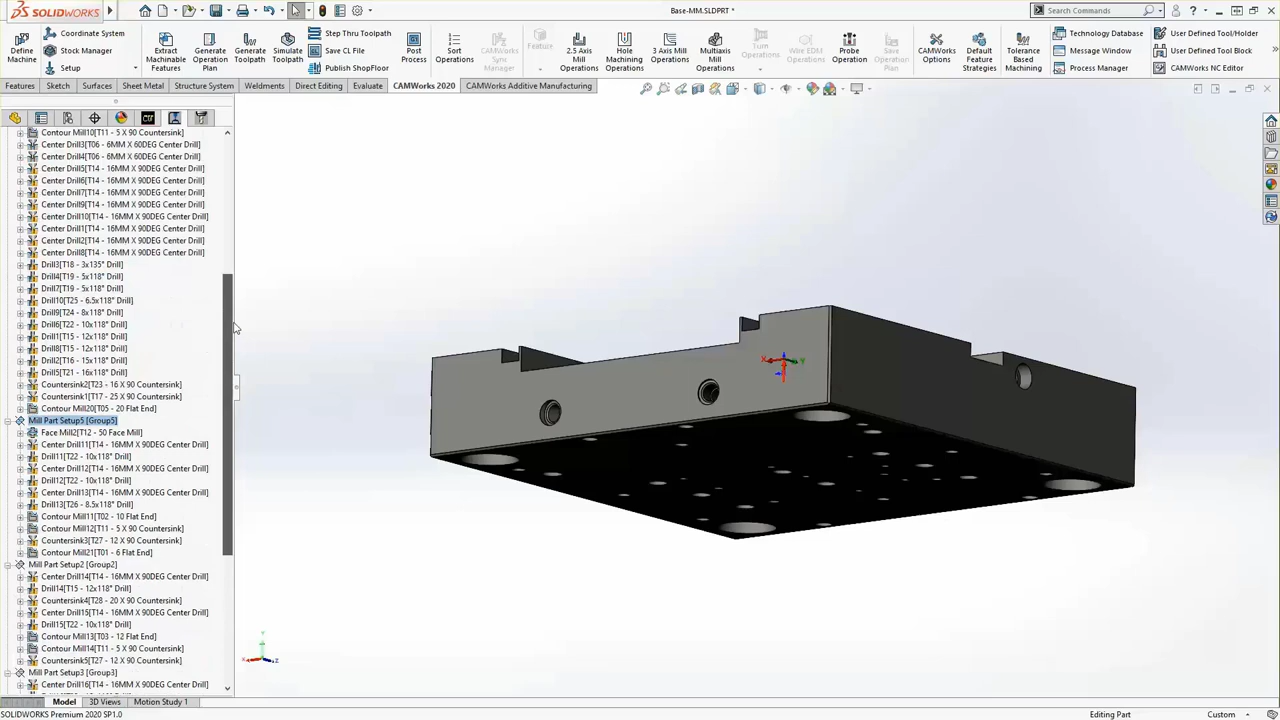 SOLIDWORKS
Base-MM.SLDPRT *
Search Commands
Define Machine
Coordinate System
Stock Manager
Setup
Extract Machinable Features
Generate Operation Plan
Generate Toolpath
Simulate Toolpath
Step Thru Toolpath
Save CL File
Publish ShopFloor
Post Process
Sort Operations
CAMWorks Sync Manager
Feature
2.5 Axis Mill Operations
Hole Machining Operations
3 Axis Mill Operations
Multiaxis Mill Operations
Turn Operations
Wire EDM Operations
Probe Operation
Save Operation Plan
CAMWorks Options
Default Feature Strategies
Tolerance Based Machining
Technology Database
Message Window
Process Manager
User Defined Tool/Holder
User Defined Tool Block
CAMWorks NC Editor
Features Sketch Surfaces Sheet Metal Structure System Weldments Direct Editing Evaluate CAMWorks 2020 CAMWorks Additive Manufacturing
Contour Mill10[T11 - 5 X 90 Countersink]
Center Drill3[T06 - 6MM X 60DEG Center Drill]
Center Drill4[T06 - 6MM X 60DEG Center Drill]
Center Drill5[T14 - 16MM X 90DEG Center Drill]
Center Drill6[T14 - 16MM X 90DEG Center Drill]
Center Drill7[T14 - 16MM X 90DEG Center Drill]
Center Drill9[T14 - 16MM X 90DEG Center Drill]
Center Drill10[T14 - 16MM X 90DEG Center Drill]
Center Drill1[T14 - 16MM X 90DEG Center Drill]
Center Drill2[T14 - 16MM X 90DEG Center Drill]
Center Drill8[T14 - 16MM X 90DEG Center Drill]
Drill3[T18 - 3x135° Drill]
Drill4[T19 - 5x118° Drill]
Drill7[T19 - 5x118° Drill]
Drill10[T25 - 6.5x118° Drill]
Drill9[T24 - 8x118° Drill]
Drill6[T22 - 10x118° Drill]
Drill1[T15 - 12x118° Drill]
Drill8[T15 - 12x118° Drill]
Drill2[T16 - 15x118° Drill]
Drill5[T21 - 16x118° Drill]
Countersink2[T23 - 16 X 90 Countersink]
Countersink1[T17 - 25 X 90 Countersink]
Contour Mill20[T05 - 20 Flat End]
Mill Part Setup5 [Group5]
Face Mill2[T12 - 50 Face Mill]
Center Drill11[T14 - 16MM X 90DEG Center Drill]
Drill11[T22 - 10x118° Drill]
Center Drill12[T14 - 16MM X 90DEG Center Drill]
Drill12[T22 - 10x118° Drill]
Center Drill13[T14 - 16MM X 90DEG Center Drill]
Drill13[T26 - 8.5x118° Drill]
Contour Mill11[T02 - 10 Flat End]
Contour Mill12[T11 - 5 X 90 Countersink]
Countersink3[T27 - 12 X 90 Countersink]
Contour Mill21[T01 - 6 Flat End]
Mill Part Setup2 [Group2]
Center Drill14[T14 - 16MM X 90DEG Center Drill]
Drill14[T15 - 12x118° Drill]
Countersink4[T28 - 20 X 90 Countersink]
Center Drill15[T14 - 16MM X 90DEG Center Drill]
Drill15[T22 - 10x118° Drill]
Contour Mill13[T03 - 12 Flat End]
Contour Mill14[T11 - 5 X 90 Countersink]
Countersink5[T27 - 12 X 90 Countersink]
Mill Part Setup3 [Group3]
Center Drill16[T14 - 16MM X 90DEG Center Drill]
X Y
Y X Z
Model 3D Views Motion Study 1
SOLIDWORKS Premium 2020 SP1.0
Editing Part
Custom